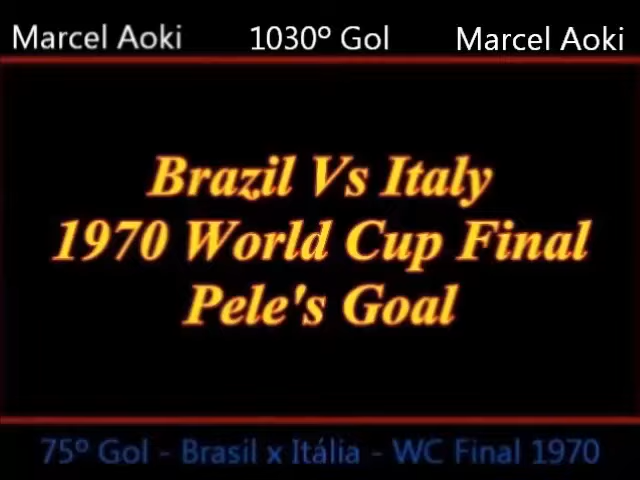 Marcel Aoki 1030º Gol Marcel Aoki
Brazil Vs Italy
1970 World Cup Final
Pele's Goal
75º Gol - Brasil x Itália - WC Final 1970